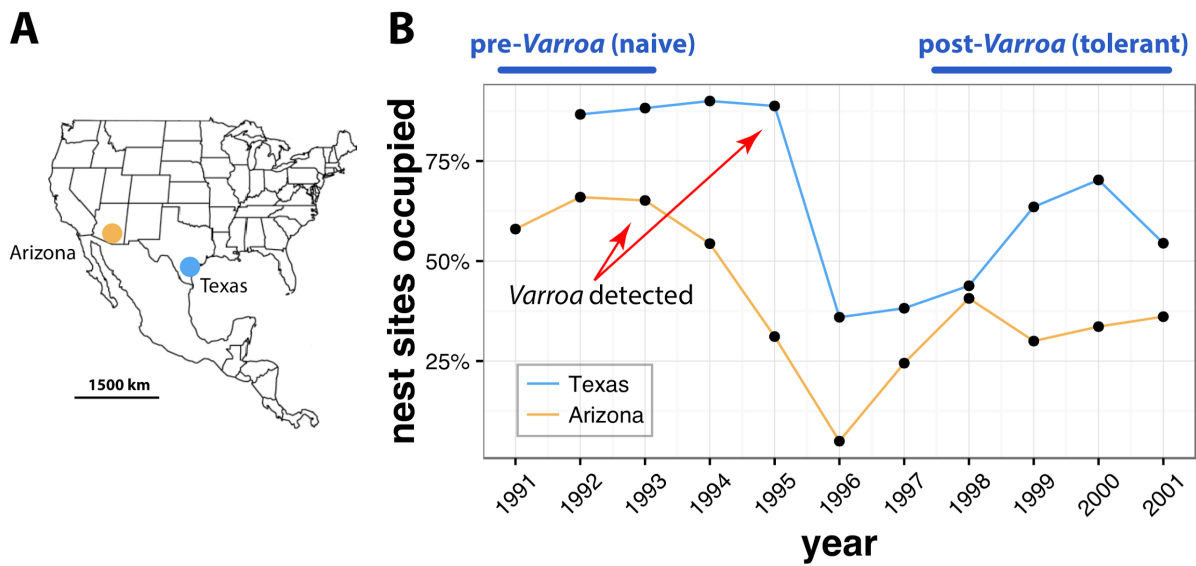 A
Arizona
Texas
1500 km
B
pre-Varroa (naive)
post-Varroa (tolerant)
nest sites occupied
75%
50%
25%
Varroa detected
Texas
Arizona
1991
1992
1993
1994
1995
1996
1997
1998
1999
2000
2001
year